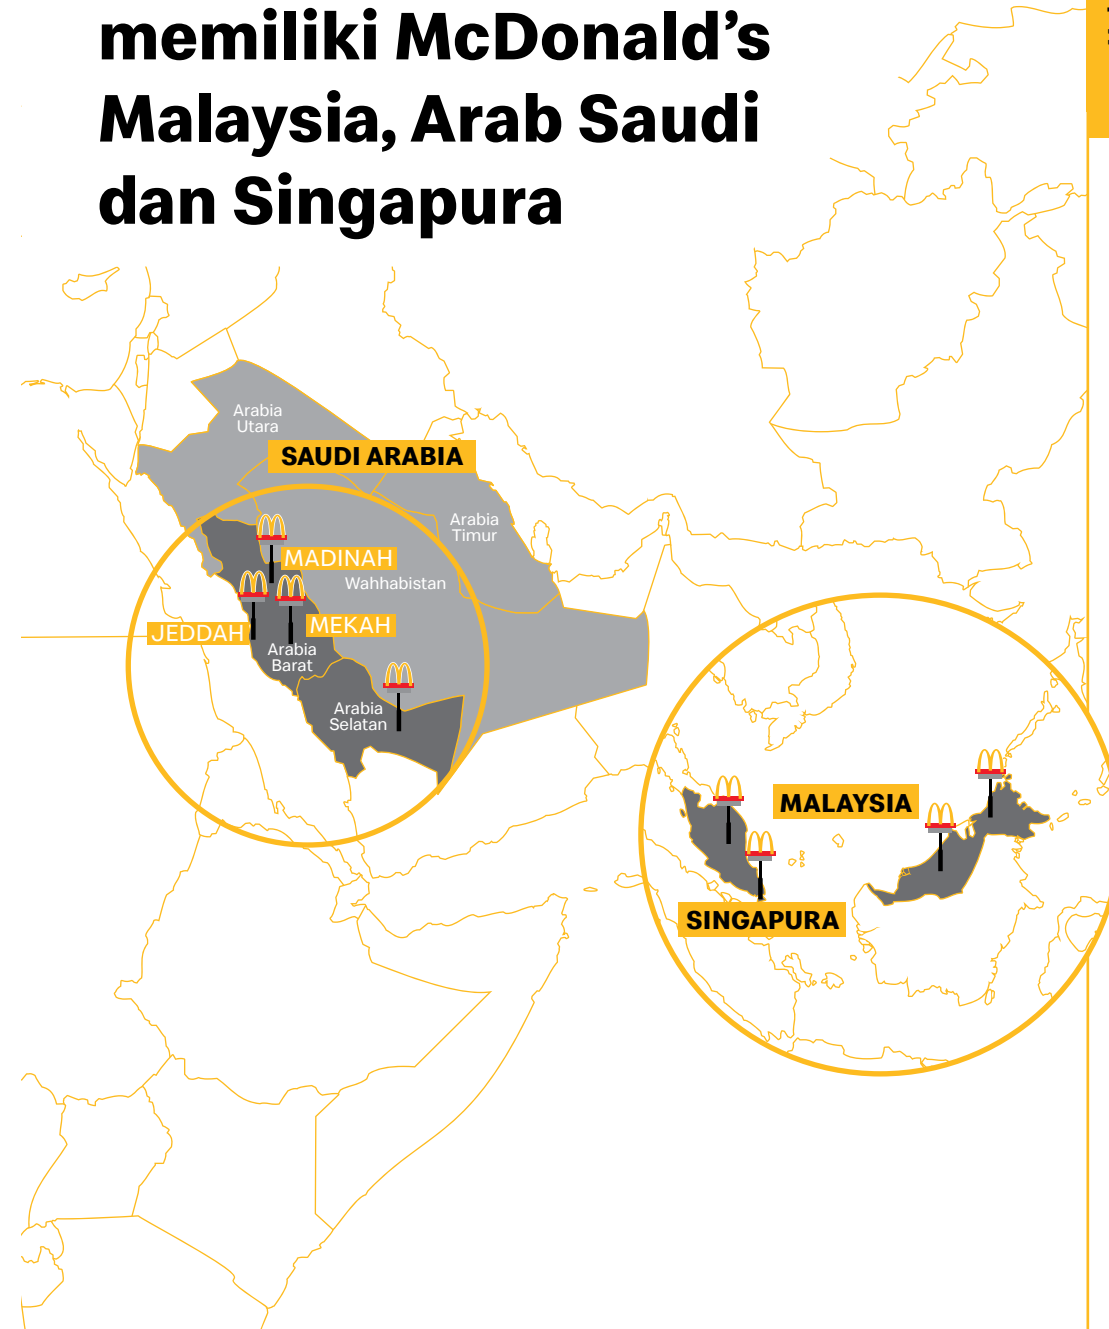 memiliki McDonald’s
Malaysia, Arab Saudi
dan Singapura
Arabia
Utara
SAUDI ARABIA
Arabia
Timur
MADINAH
Wahhabistan
JEDDAH
MEKAH
Arabia
Barat
Arabia
Selatan
MALAYSIA
SINGAPURA